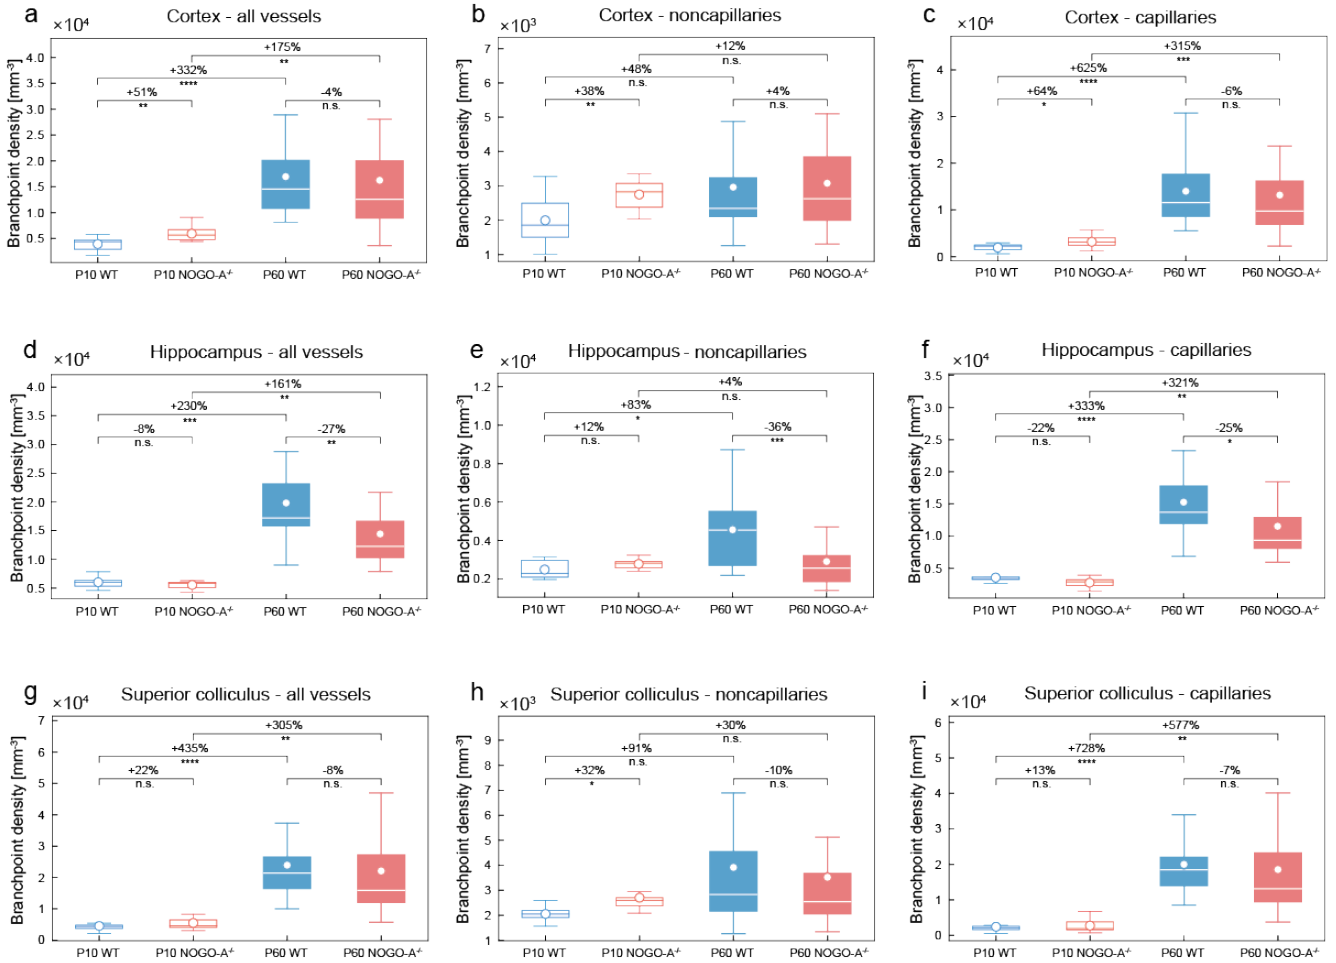 a
Cortex - all vessels
×10⁴
Branchpoint density [mm⁻³]
4.0
3.5
3.0
2.5
2.0
1.5
1.0
0.5
+175%
**
+332%
****
+51%
**
-4%
n.s.
P10 WT
P10 NOGO-A⁻/⁻
P60 WT
P60 NOGO-A⁻/⁻
b
Cortex - noncapillaries
×10³
Branchpoint density [mm⁻³]
7
6
5
4
3
2
1
+12%
n.s.
+48%
n.s.
+38%
**
+4%
n.s.
P10 WT
P10 NOGO-A⁻/⁻
P60 WT
P60 NOGO-A⁻/⁻
c
Cortex - capillaries
×10⁴
Branchpoint density [mm⁻³]
4
3
2
1
0
+315%
***
+625%
****
+64%
*
-6%
n.s.
P10 WT
P10 NOGO-A⁻/⁻
P60 WT
P60 NOGO-A⁻/⁻
d
Hippocampus - all vessels
×10⁴
Branchpoint density [mm⁻³]
4.0
3.5
3.0
2.5
2.0
1.5
1.0
0.5
+161%
**
+230%
***
-8%
n.s.
-27%
**
P10 WT
P10 NOGO-A⁻/⁻
P60 WT
P60 NOGO-A⁻/⁻
e
Hippocampus - noncapillaries
×10⁴
Branchpoint density [mm⁻³]
1.2
1.0
0.8
0.6
0.4
0.2
+4%
n.s.
+83%
*
+12%
n.s.
-36%
***
P10 WT
P10 NOGO-A⁻/⁻
P60 WT
P60 NOGO-A⁻/⁻
f
Hippocampus - capillaries
×10⁴
Branchpoint density [mm⁻³]
3.5
3.0
2.5
2.0
1.5
1.0
0.5
+321%
**
+333%
****
-22%
n.s.
-25%
*
P10 WT
P10 NOGO-A⁻/⁻
P60 WT
P60 NOGO-A⁻/⁻
g
Superior colliculus - all vessels
×10⁴
Branchpoint density [mm⁻³]
7
6
5
4
3
2
1
0
+305%
**
+435%
****
+22%
n.s.
-8%
n.s.
P10 WT
P10 NOGO-A⁻/⁻
P60 WT
P60 NOGO-A⁻/⁻
h
Superior colliculus - noncapillaries
×10³
Branchpoint density [mm⁻³]
9
8
7
6
5
4
3
2
1
+30%
n.s.
+91%
n.s.
+32%
*
-10%
n.s.
P10 WT
P10 NOGO-A⁻/⁻
P60 WT
P60 NOGO-A⁻/⁻
i
Superior colliculus - capillaries
×10⁴
Branchpoint density [mm⁻³]
6
5
4
3
2
1
0
+577%
**
+728%
****
+13%
n.s.
-7%
n.s.
P10 WT
P10 NOGO-A⁻/⁻
P60 WT
P60 NOGO-A⁻/⁻